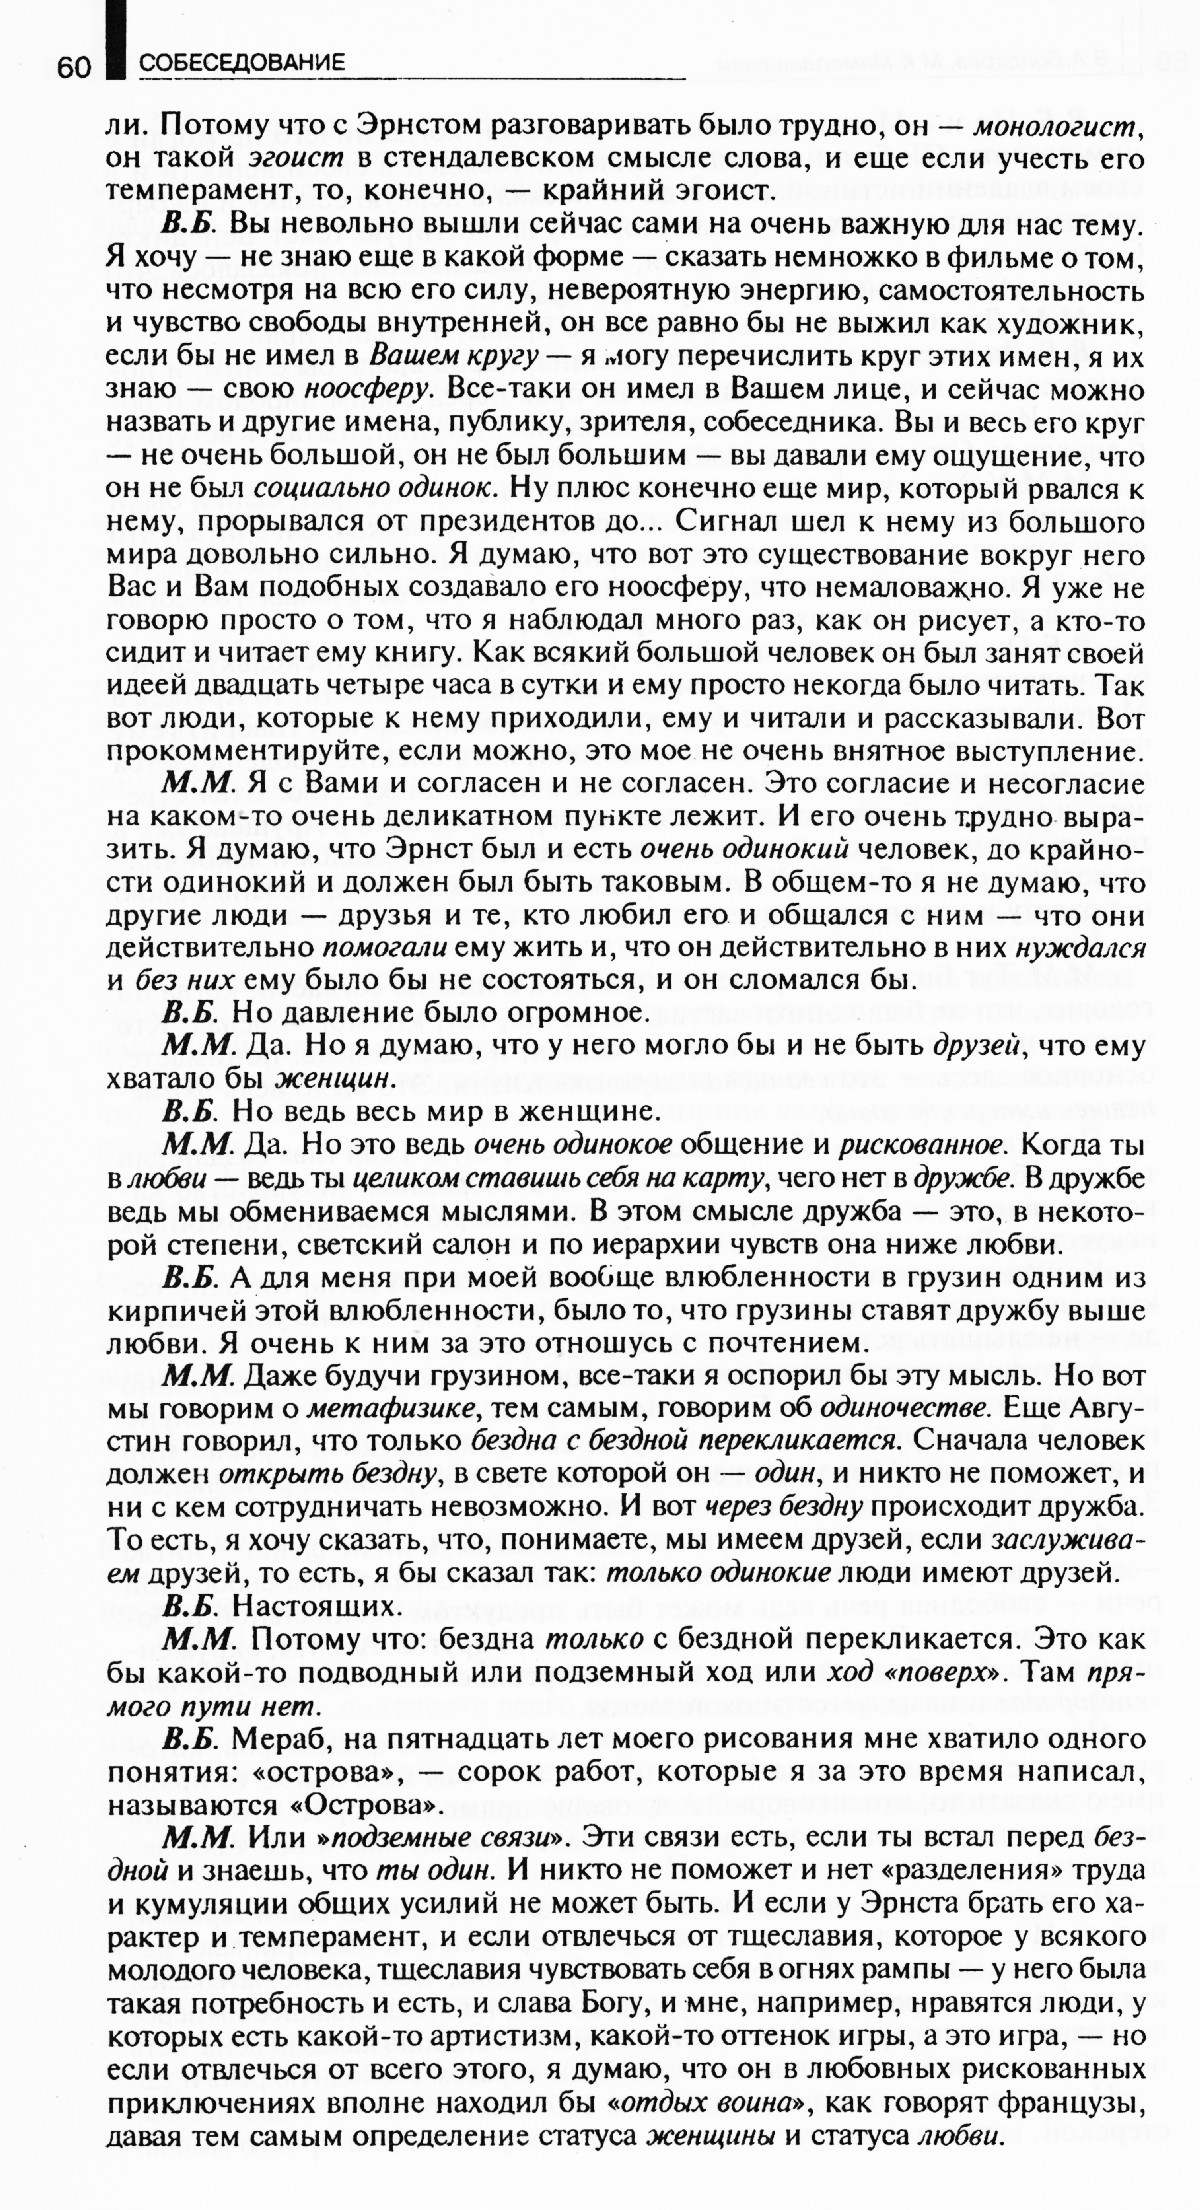 60 СОБЕСЕДОВАНИЕ
ли. Потому что с Эрнстом разговаривать было трудно, он — монологист,
он такой эгоист в стендалевском смысле слова, и еще если учесть его
темперамент, то, конечно, — крайний эгоист.
В.Б. Вы невольно вышли сейчас сами на очень важную для нас тему.
Я хочу — не знаю еще в какой форме — сказать немножко в фильме о том,
что несмотря на всю его силу, невероятную энергию, самостоятельность
и чувство свободы внутренней, он все равно бы не выжил как художник,
если бы не имел в Вашем кругу — я могу перечислить круг этих имен, я их
знаю — свою ноосферу. Все-таки он имел в Вашем лице, и сейчас можно
назвать и другие имена, публику, зрителя, собеседника. Вы и весь его круг
— не очень большой, он не был большим — вы давали ему ощущение, что
он не был социально одинок. Ну плюс конечно еще мир, который рвался к
нему, прорывался от президентов до... Сигнал шел к нему из большого
мира довольно сильно. Я думаю, что вот это существование вокруг него
Вас и Вам подобных создавало его ноосферу, что немаловажно. Я уже не
говорю просто о том, что я наблюдал много раз, как он рисует, а кто-то
сидит и читает ему книгу. Как всякий большой человек он был занят своей
идеей двадцать четыре часа в сутки и ему просто некогда было читать. Так
вот люди, которые к нему приходили, ему и читали и рассказывали. Вот
прокомментируйте, если можно, это мое не очень внятное выступление.
М.М. Я с Вами и согласен и не согласен. Это согласие и несогласие
на каком-то очень деликатном пункте лежит. И его очень трудно выра-
зить. Я думаю, что Эрнст был и есть очень одинокий человек, до крайно-
сти одинокий и должен был быть таковым. В общем-то я не думаю, что
другие люди — друзья и те, кто любил его и общался с ним — что они
действительно помогали ему жить и, что он действительно в них нуждался
и без них ему было бы не состояться, и он сломался бы.
В.Б. Но давление было огромное.
М.М. Да. Но я думаю, что у него могло бы и не быть друзей, что ему
хватало бы женщин.
В.Б. Но ведь весь мир в женщине.
М.М. Да. Но это ведь очень одинокое общение и рискованное. Когда ты
в любви — ведь ты целиком ставишь себя на карту, чего нет в дружбе. В дружбе
ведь мы обмениваемся мыслями. В этом смысле дружба — это, в некото-
рой степени, светский салон и по иерархии чувств она ниже любви.
В.Б. А для меня при моей вообще влюбленности в грузин одним из
кирпичей этой влюбленности, было то, что грузины ставят дружбу выше
любви. Я очень к ним за это отношусь с почтением.
М.М. Даже будучи грузином, все-таки я оспорил бы эту мысль. Но вот
мы говорим о метафизике, тем самым, говорим об одиночестве. Еще Авгу-
стин говорил, что только бездна с бездной перекликается. Сначала человек
должен открыть бездну, в свете которой он — один, и никто не поможет, и
ни с кем сотрудничать невозможно. И вот через бездну происходит дружба.
То есть, я хочу сказать, что, понимаете, мы имеем друзей, если заслужива-
ем друзей, то есть, я бы сказал так: только одинокие люди имеют друзей.
В.Б. Настоящих.
М.М. Потому что: бездна только с бездной перекликается. Это как
бы какой-то подводный или подземный ход или ход «поверх». Там пря-
мого пути нет.
В.Б. Мераб, на пятнадцать лет моего рисования мне хватило одного
понятия: «острова», — сорок работ, которые я за это время написал,
называются «Острова».
М.М. Или »подземные связи». Эти связи есть, если ты встал перед без-
дной и знаешь, что ты один. И никто не поможет и нет «разделения» труда
и кумуляции общих усилий не может быть. И если у Эрнста брать его ха-
рактер и темперамент, и если отвлечься от тщеславия, которое у всякого
молодого человека, тщеславия чувствовать себя в огнях рампы — у него была
такая потребность и есть, и слава Богу, и мне, например, нравятся люди, у
которых есть какой-то артистизм, какой-то оттенок игры, а это игра, — но
если отвлечься от всего этого, я думаю, что он в любовных рискованных
приключениях вполне находил бы «отдых воина», как говорят французы,
давая тем самым определение статуса женщины и статуса любви.